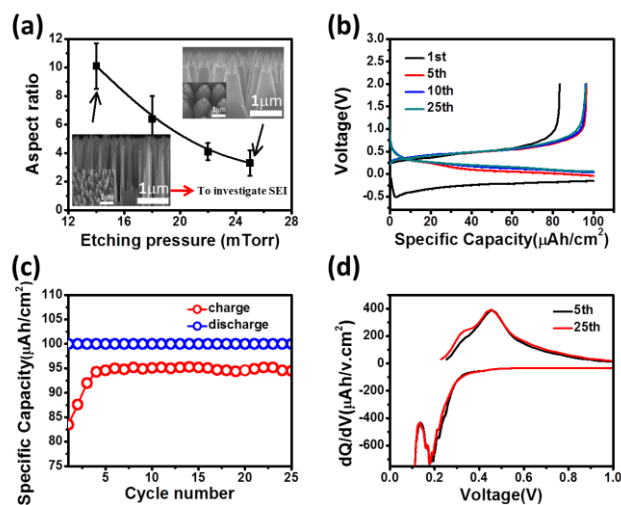 (a)
Aspect ratio
12
10
8
6
4
2
0
12 16 20 24 28
Etching pressure (mTorr)
1μm
1μm
1μm
1μm
To investigate SEI
(b)
Voltage(V)
3.0
2.5
2.0
1.5
1.0
0.5
0.0
-0.5
0 20 40 60 80 100
Specific Capacity(μAh/cm²)
1st
5th
10th
25th
(c)
Specific Capacity(μAh/cm²)
110
105
100
95
90
85
80
75
70
5 10 15 20 25
Cycle number
charge
discharge
(d)
dQ/dV(μAh/v.cm²)
400
200
0
-200
-400
-600
0.0 0.2 0.4 0.6 0.8 1.0
Voltage(V)
5th
25th